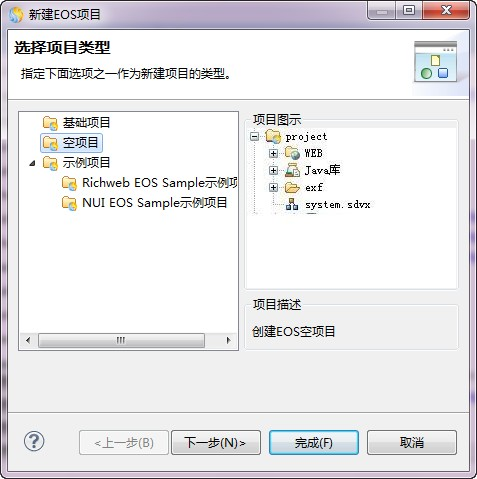 新建EOS项目
选择项目类型
指定下面选项之一作为新建项目的类型。
基础项目
空项目
示例项目
Richweb EOS Sample示例项
NUI EOS Sample示例项目
项目图示
project
WEB
Java库
exf
system.sdvx
项目描述
创建EOS空项目
<上一步(B)
下一步(N)>
完成(F)
取消